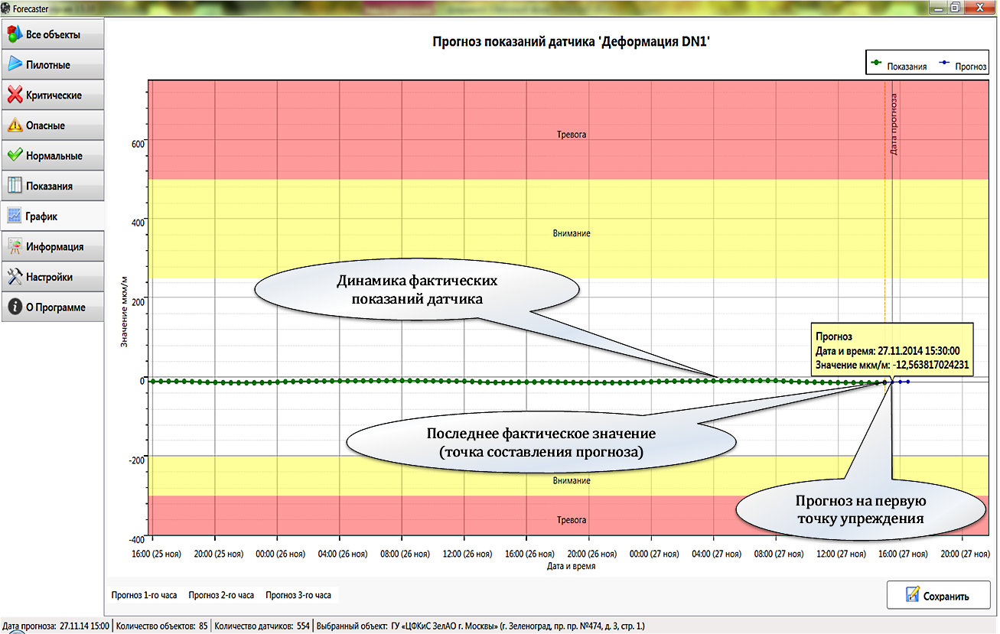 Forecaster
Все объекты
Пилотные
Критические
Опасные
Нормальные
Показания
График
Информация
Настройки
О Программе
Прогноз показаний датчика 'Деформация DN1'
Показания
Прогноз
Дата прогноза
Тревога
Внимание
600
400
200
0
-200
-400
Значение мкм/м
Динамика фактических
показаний датчика
Прогноз
Дата и время: 27.11.2014 15:30:00
Значение мкм/м: -12,563817024231
Последнее фактическое значение
(точка составления прогноза)
Внимание
Прогноз на первую
точку упреждения
Тревога
16:00 (25 ноя) 20:00 (25 ноя) 00:00 (26 ноя) 04:00 (26 ноя) 08:00 (26 ноя) 12:00 (26 ноя) 16:00 (26 ноя) 20:00 (26 ноя) 00:00 (27 ноя) 04:00 (27 ноя) 08:00 (27 ноя) 12:00 (27 ноя) 16:00 (27 ноя) 20:00 (27 ноя)
Дата и время
Прогноз 1-го часа Прогноз 2-го часа Прогноз 3-го часа
Сохранить
Дата прогноза: 27.11.14 15:00 Количество объектов: 85 Количество датчиков: 554 Выбранный объект: ГУ «ЦФКиС ЗелАО г. Москвы» (г. Зеленоград, пр. пр. №474, д. 3, стр. 1.)